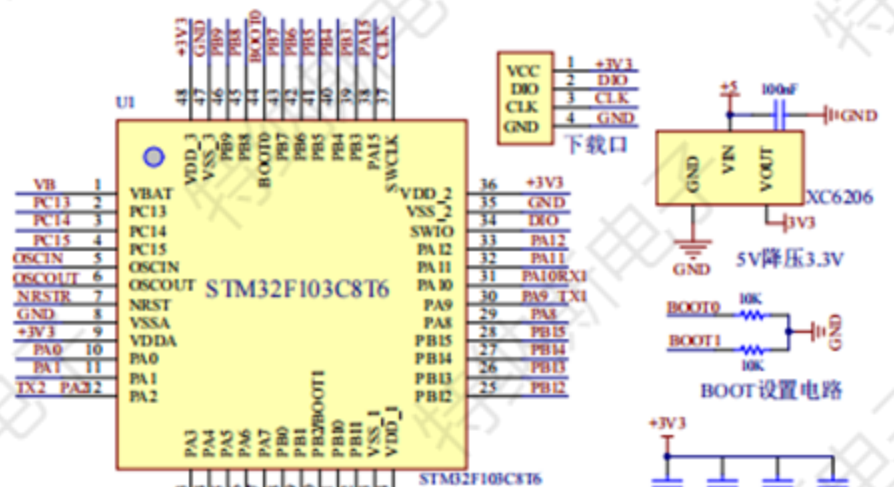 +3V3 GND PB9 PB8 BOOT0 PB7 PB6 PB5 PB4 PB3 PA15 CLK
48 47 46 45 44 43 42 41 40 39 38 37
U1
VDD_3 VSS_3 PB9 PB8 BOOT0 PB7 PB6 PB5 PB4 PB3 PA15 SWCLK
VB 1 VBAT
PC13 2 PC13
PC14 3 PC14
PC15 4 PC15
OSCIN 5 OSCIN
OSCOUT 6 OSCOUT
NRSTR 7 NRST
GND 8 VSSA
+3V3 9 VDDA
PA0 10 PA0
PA1 11 PA1
TX2 PA2 12 PA2
STM32F103C8T6
VDD_2 36 +3V3
VSS_2 35 GND
SWIO 34 DIO
PA12 33 PA12
PA11 32 PA11
PA10 31 PA10RX1
PA9 30 PA9 TX1
PA8 29 PA8
PB15 28 PB15
PB14 27 PB14
PB13 26 PB13
PB12 25 PB12
PA3 PA4 PA5 PA6 PA7 PB0 PB1 PB2/BOOT1 PB10 PB11 VSS_1 VDD_1
STM32F103C8T6
VCC 1 +3V3
DIO 2 DIO
CLK 3 CLK
GND 4 GND
下载口
+5 100nF GND
GND VIN VOUT
XC6206
3V3
GND
5V降压3.3V
BOOT0 10K
GND
BOOT1 10K
BOOT设置电路
+3V3
特纳斯电子